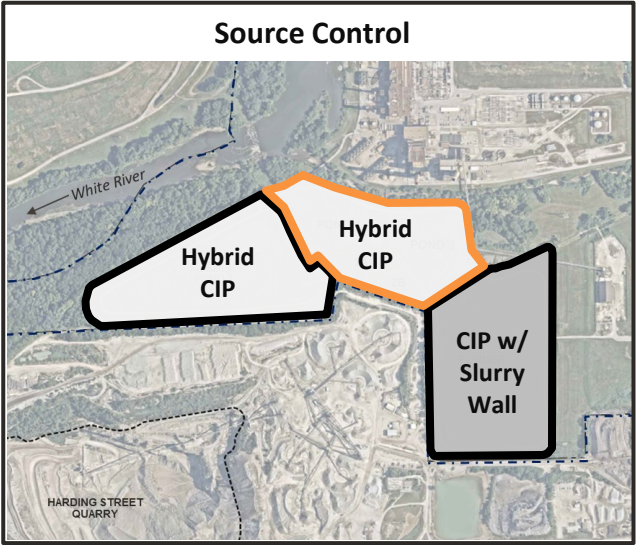 Source Control
White River
Hybrid
CIP
Hybrid
CIP
CIP w/
Slurry
Wall
HARDING STREET
QUARRY